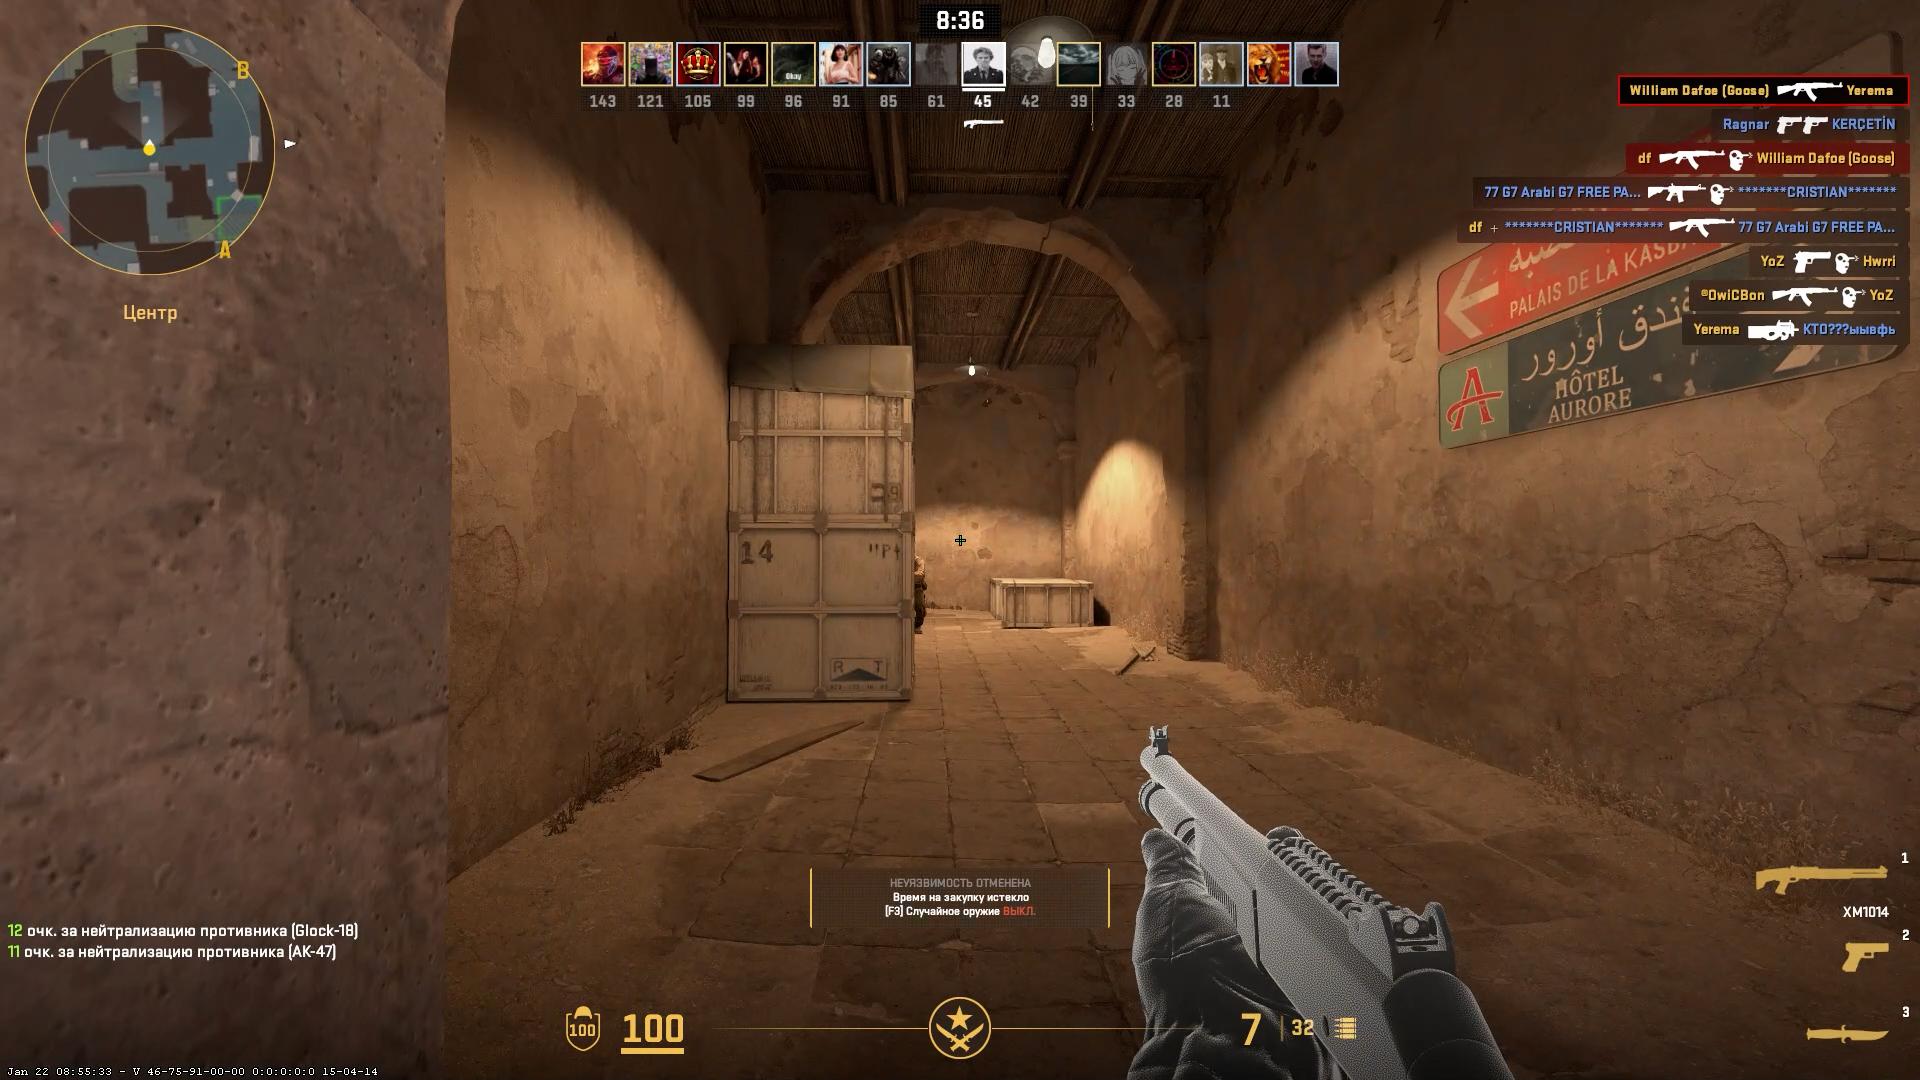 8:36
143 121 105 99 96 91 85 61 45 42 39 33 28 11
Okay
B
A
Центр
William Dafoe (Goose) Yerema
Ragnar KERÇETİN
df William Dafoe (Goose)
77 G7 Arabi G7 FREE PA... *******CRISTIAN*******
df + *******CRISTIAN******* 77 G7 Arabi G7 FREE PA...
YoZ Hwrri
®OwiCBon YoZ
Yerema КТО???ыывфь
PALAIS DE LA KASB
فندق أورور
A HÔTEL
AURORE
14
R T
НЕУЯЗВИМОСТЬ ОТМЕНЕНА
Время на закупку истекло
[F3] Случайное оружие ВЫКЛ.
12 очк. за нейтрализацию противника (Glock-18)
11 очк. за нейтрализацию противника (AK-47)
1
XM1014
2
3
100 100
7 32
Jan 22 08:55:33 - V 46-75-91-00-00 0:0:0:0:0 15-04-14